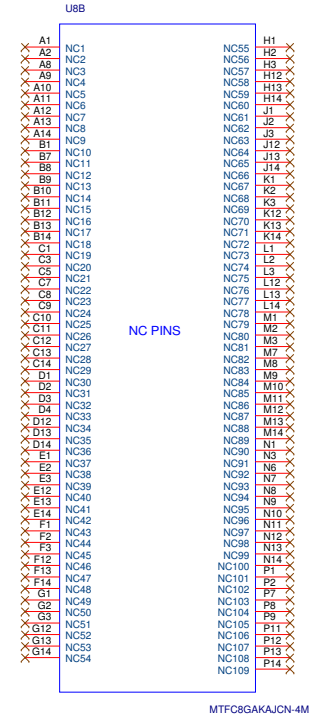 U8B
A1 NC1 NC55 H1
A2 NC2 NC56 H2
A8 NC3 NC57 H3
A9 NC4 NC58 H12
A10 NC5 NC59 H13
A11 NC6 NC60 H14
A12 NC7 NC61 J1
A13 NC8 NC62 J2
A14 NC9 NC63 J3
B1 NC10 NC64 J12
B7 NC11 NC65 J13
B8 NC12 NC66 J14
B9 NC13 NC67 K1
B10 NC14 NC68 K2
B11 NC15 NC69 K3
B12 NC16 NC70 K12
B13 NC17 NC71 K13
B14 NC18 NC72 K14
C1 NC19 NC73 L1
C3 NC20 NC74 L2
C5 NC21 NC75 L3
C7 NC22 NC76 L12
C8 NC23 NC77 L13
C9 NC24 NC78 L14
C10 NC25 NC79 M1
C11 NC26 NC PINS NC80 M2
C12 NC27 NC81 M3
C13 NC28 NC82 M7
C14 NC29 NC83 M8
D1 NC30 NC84 M9
D2 NC31 NC85 M10
D3 NC32 NC86 M11
D4 NC33 NC87 M12
D12 NC34 NC88 M13
D13 NC35 NC89 M14
D14 NC36 NC90 N1
E1 NC37 NC91 N3
E2 NC38 NC92 N6
E3 NC39 NC93 N7
E12 NC40 NC94 N8
E13 NC41 NC95 N9
E14 NC42 NC96 N10
F1 NC43 NC97 N11
F2 NC44 NC98 N12
F3 NC45 NC99 N13
F12 NC46 NC100 N14
F13 NC47 NC101 P1
F14 NC48 NC102 P2
G1 NC49 NC103 P7
G2 NC50 NC104 P8
G3 NC51 NC105 P9
G12 NC52 NC106 P11
G13 NC53 NC107 P12
G14 NC54 NC108 P13
NC109 P14
MTFC8GAKAJCN-4M